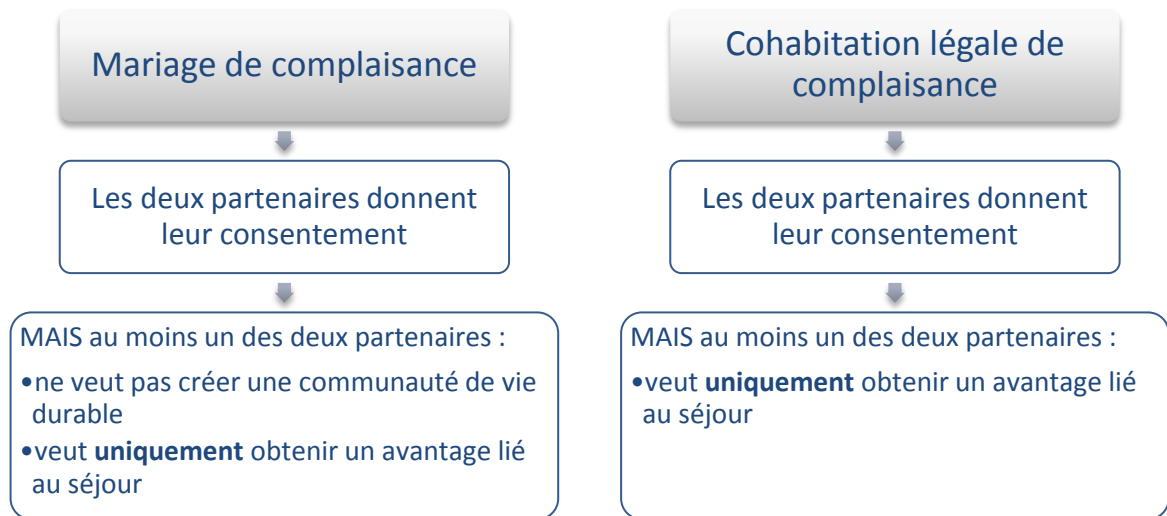 Mariage de complaisance
Les deux partenaires donnent
leur consentement
MAIS au moins un des deux partenaires :
•ne veut pas créer une communauté de vie
durable
•veut uniquement obtenir un avantage lié
au séjour
Cohabitation légale de
complaisance
Les deux partenaires donnent
leur consentement
MAIS au moins un des deux partenaires :
•veut uniquement obtenir un avantage lié
au séjour